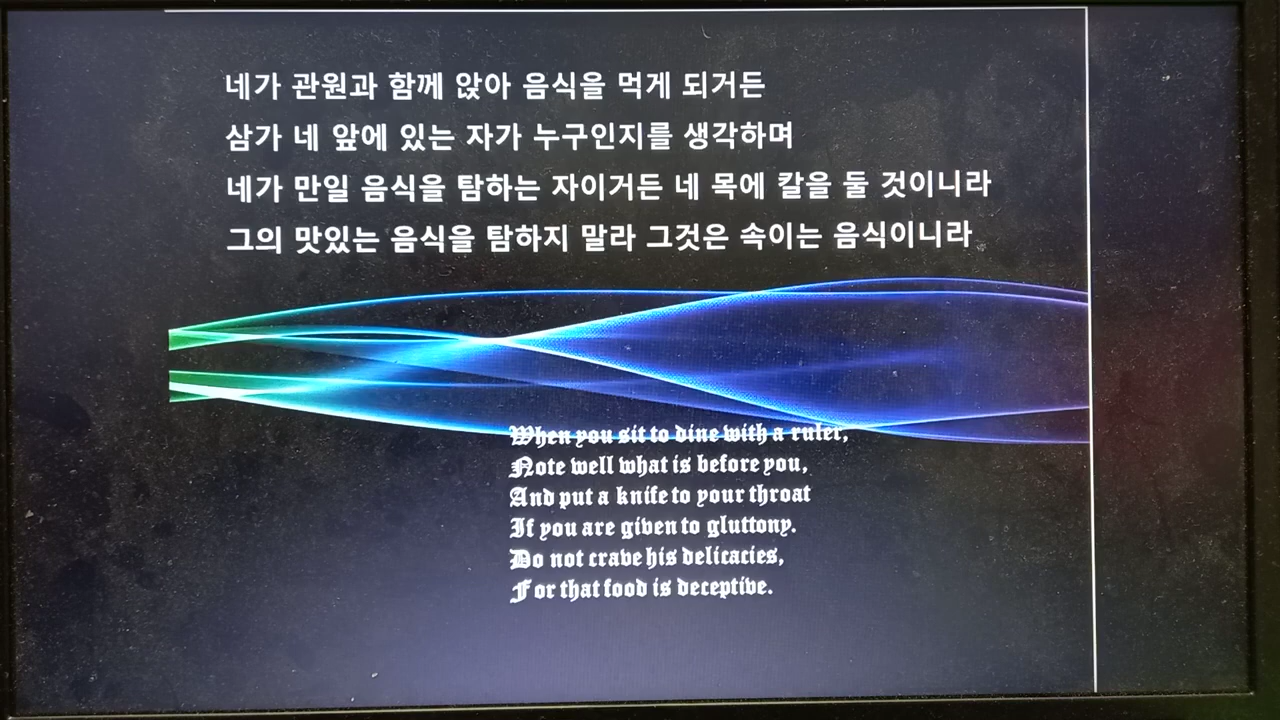 네가 관원과 함께 앉아 음식을 먹게 되거든
삼가 네 앞에 있는 자가 누구인지를 생각하며
네가 만일 음식을 탐하는 자이거든 네 목에 칼을 둘 것이니라
그의 맛있는 음식을 탐하지 말라 그것은 속이는 음식이니라
When you sit to dine with a ruler,
Note well what is before you,
And put a knife to your throat
If you are given to gluttony.
Do not crave his delicacies,
For that food is deceptive.